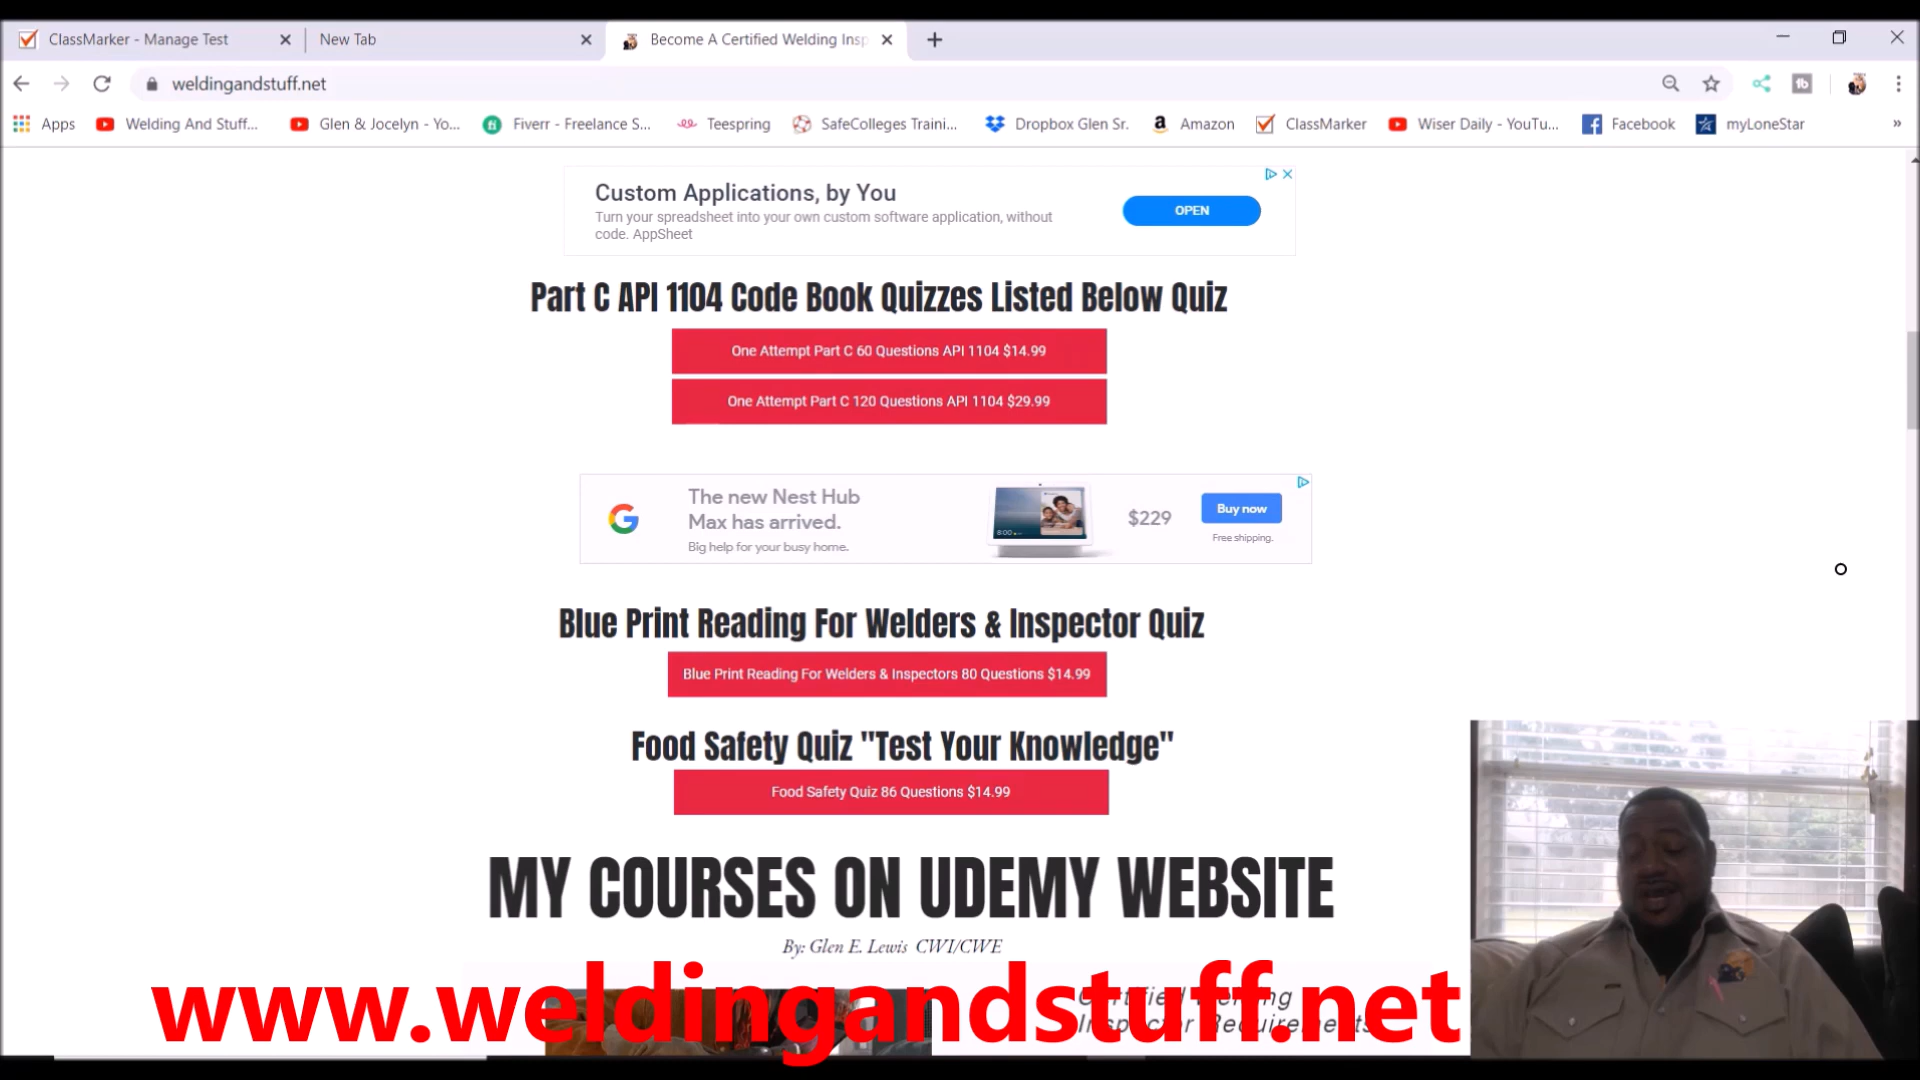 ClassMarker - Manage Test
New Tab
Become A Certified Welding Insp
weldingandstuff.net
Apps
Welding And Stuff...
Glen & Jocelyn - Yo...
Fiverr - Freelance S...
Teespring
SafeColleges Traini...
Dropbox Glen Sr.
Amazon
ClassMarker
Wiser Daily - YouTu...
Facebook
myLoneStar
»
Custom Applications, by You
Turn your spreadsheet into your own custom software application, without
code. AppSheet
OPEN
Part C API 1104 Code Book Quizzes Listed Below Quiz
One Attempt Part C 60 Questions API 1104 $14.99
One Attempt Part C 120 Questions API 1104 $29.99
The new Nest Hub
Max has arrived.
Big help for your busy home.
8:00
$229
Buy now
Free shipping.
Blue Print Reading For Welders & Inspector Quiz
Blue Print Reading For Welders & Inspectors 80 Questions $14.99
Food Safety Quiz "Test Your Knowledge"
Food Safety Quiz 86 Questions $14.99
MY COURSES ON UDEMY WEBSITE
By: Glen E. Lewis CWI/CWE
Certified Welding
Inspector Requirements
www.weldingandstuff.net